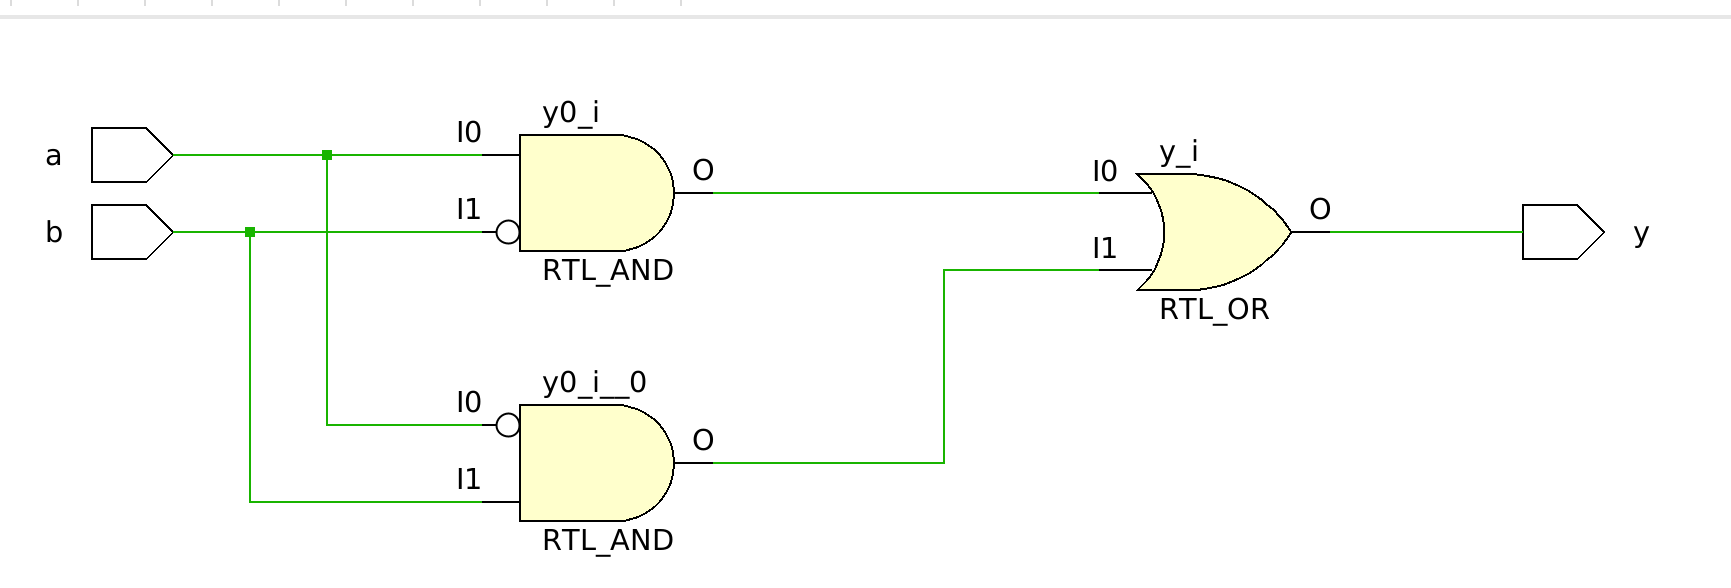 y0_i
I0
a
I1
b
O
RTL_AND
y_i
I0
I1
O
y
RTL_OR
y0_i__0
I0
I1
O
RTL_AND